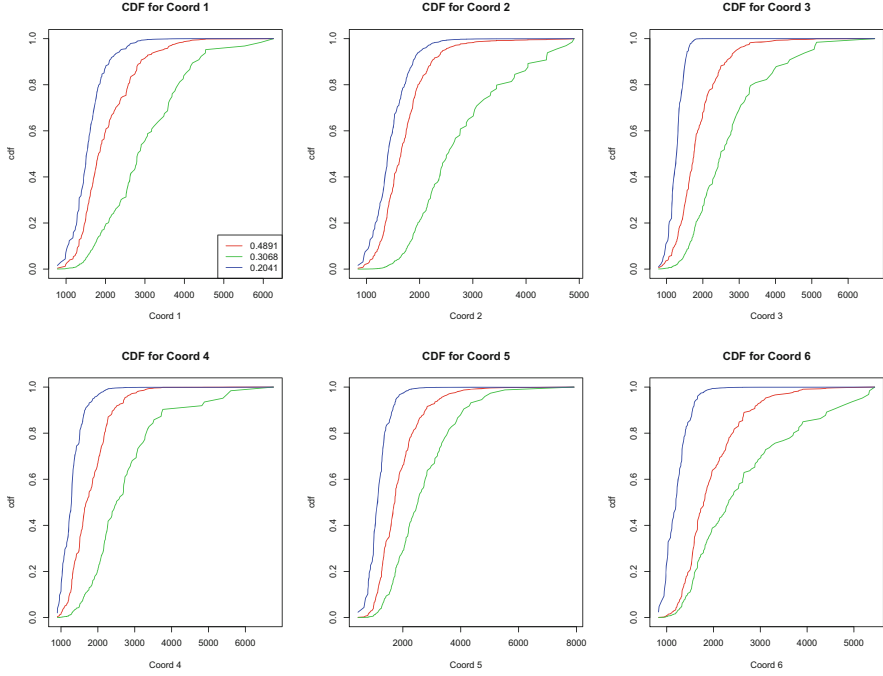 CDF for Coord 1
cdf
0.0 0.2 0.4 0.6 0.8 1.0
0.4891
0.3068
0.2041
1000 2000 3000 4000 5000 6000
Coord 1
CDF for Coord 2
cdf
0.0 0.2 0.4 0.6 0.8 1.0
1000 2000 3000 4000 5000
Coord 2
CDF for Coord 3
cdf
0.0 0.2 0.4 0.6 0.8 1.0
1000 2000 3000 4000 5000 6000
Coord 3
CDF for Coord 4
cdf
0.0 0.2 0.4 0.6 0.8 1.0
1000 2000 3000 4000 5000 6000
Coord 4
CDF for Coord 5
cdf
0.0 0.2 0.4 0.6 0.8 1.0
2000 4000 6000 8000
Coord 5
CDF for Coord 6
cdf
0.0 0.2 0.4 0.6 0.8 1.0
1000 2000 3000 4000 5000
Coord 6